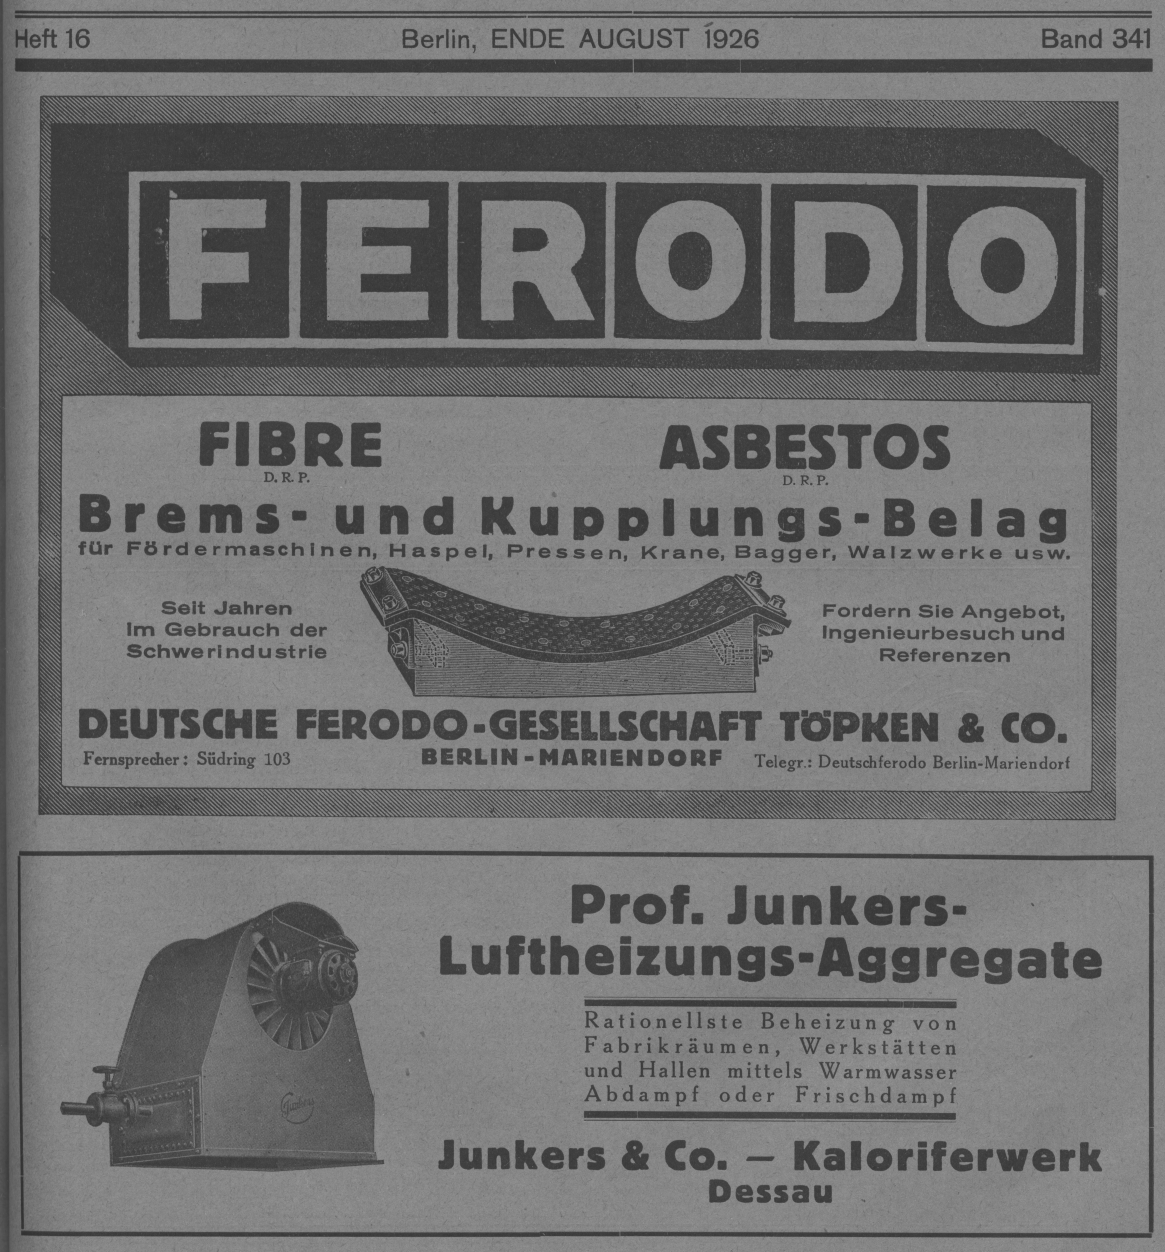 Heft 16 Berlin, ENDE AUGUST 1926 Band 341
FERODO
FIBRE ASBESTOS
D. R. P. D. R. P.
Brems- und Kupplungs-Belag
für Fördermaschinen, Haspel, Pressen, Krane, Bagger, Walzwerke usw.
Seit Jahren
im Gebrauch der
Schwerindustrie
Fordern Sie Angebot,
Ingenieurbesuch und
Referenzen
DEUTSCHE FERODO-GESELLSCHAFT TÖPKEN & CO.
Fernsprecher: Südring 103 BERLIN-MARIENDORF Telegr.: Deutschferodo Berlin-Mariendorf
Prof. Junkers-
Luftheizungs-Aggregate
Rationellste Beheizung von
Fabrikräumen, Werkstätten
und Hallen mittels Warmwasser
Abdampf oder Frischdampf
Junkers
Junkers & Co. — Kaloriferwerk
Dessau